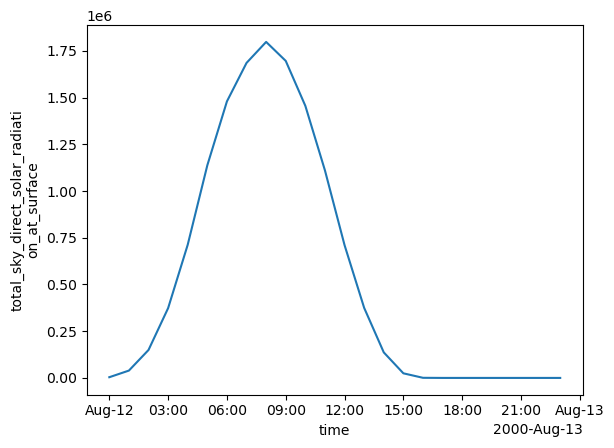 1e6
1.75
1.50
1.25
1.00
0.75
0.50
0.25
0.00
total_sky_direct_solar_radiati
on_at_surface
Aug-12 03:00 06:00 09:00 12:00 15:00 18:00 21:00 Aug-13
time
2000-Aug-13